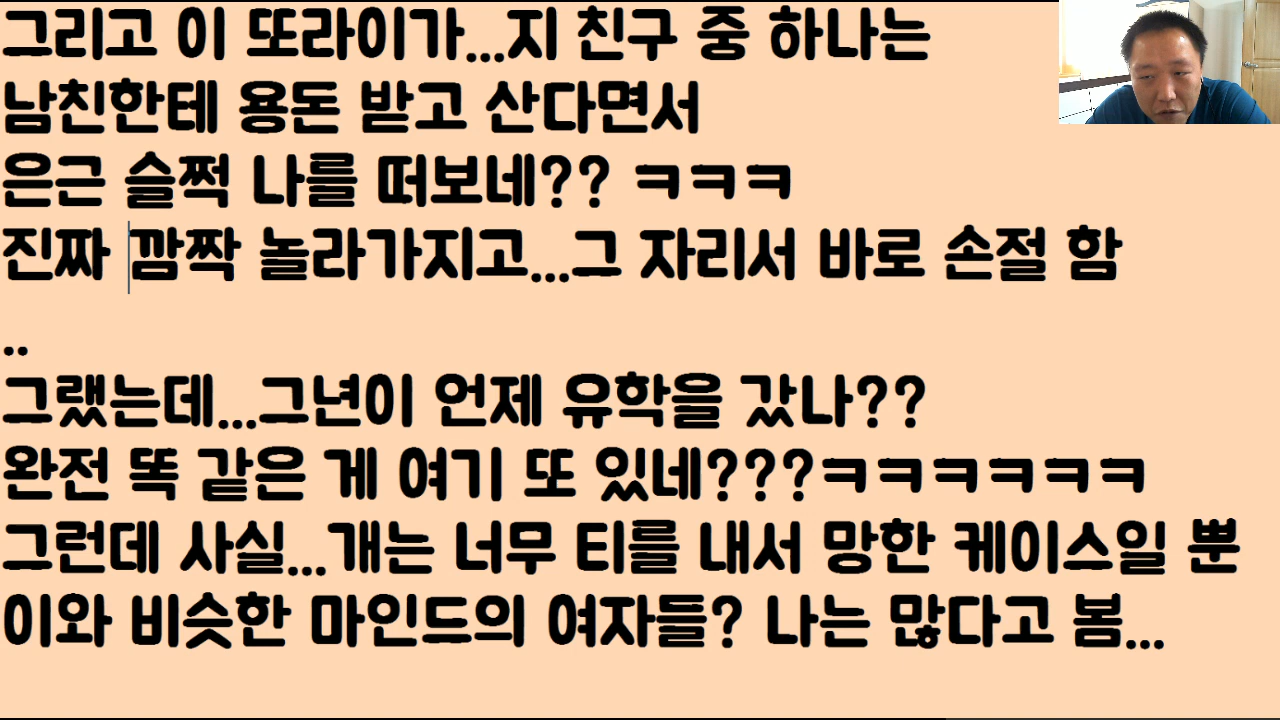 그리고 이 또라이가...지 친구 중 하나는
남친한테 용돈 받고 산다면서
은근 슬쩍 나를 떠보네?? ㅋㅋㅋ
진짜 깜짝 놀라가지고...그 자리서 바로 손절 함
..
그랬는데...그년이 언제 유학을 갔나??
완전 똑 같은 게 여기 또 있네???ㅋㅋㅋㅋㅋㅋ
그런데 사실...걔는 너무 티를 내서 망한 케이스일 뿐
이와 비슷한 마인드의 여자들? 나는 많다고 봄...